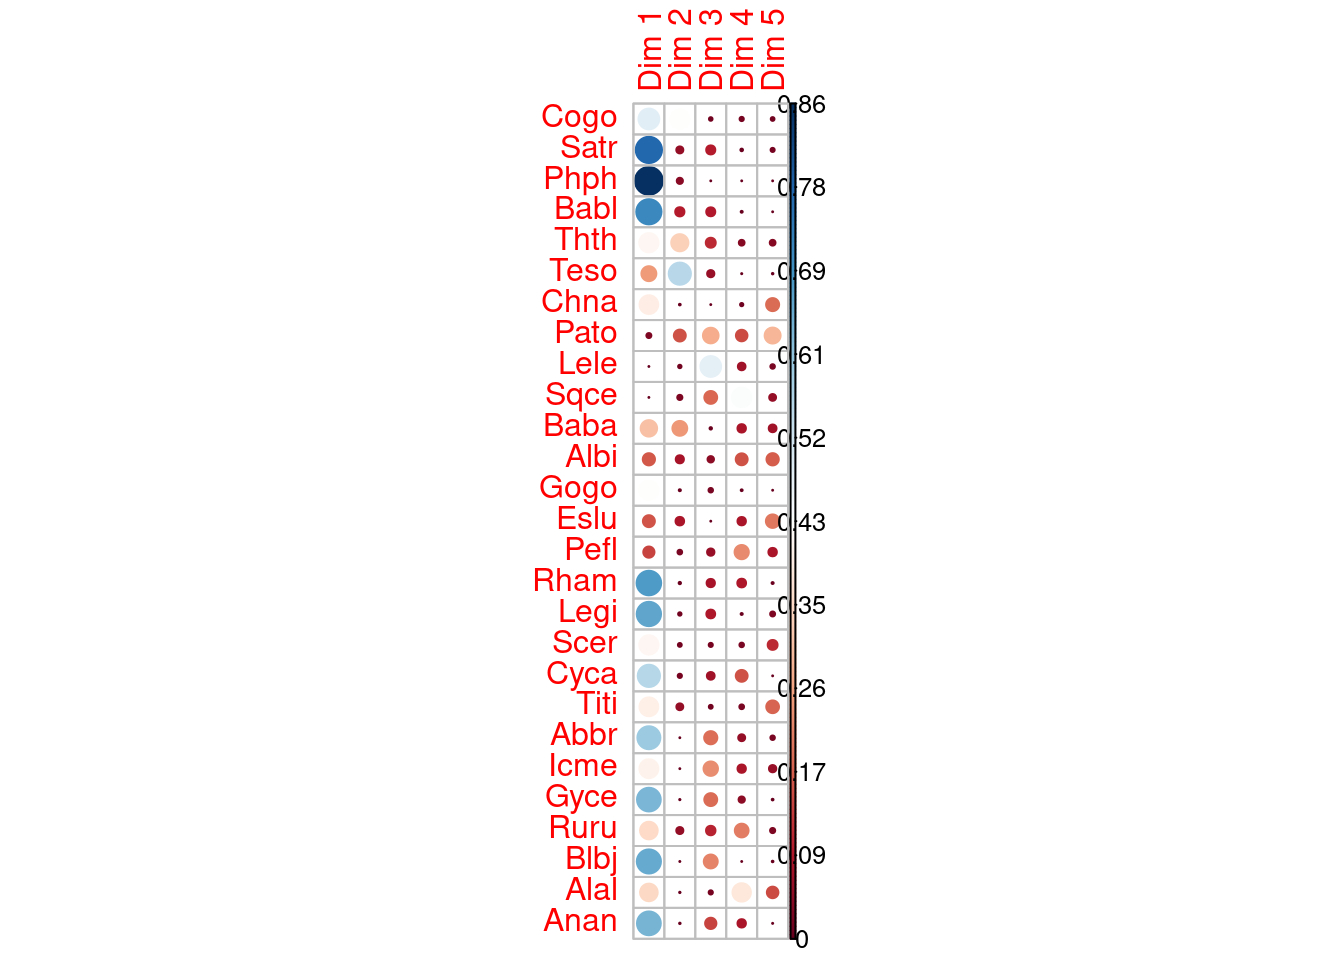 Dim 1
Dim 2
Dim 3
Dim 4
Dim 5
Cogo
Satr
Phph
Babl
Thth
Teso
Chna
Pato
Lele
Sqce
Baba
Albi
Gogo
Eslu
Pefl
Rham
Legi
Scer
Cyca
Titi
Abbr
Icme
Gyce
Ruru
Blbj
Alal
Anan
0.86
0.78
0.69
0.61
0.52
0.43
0.35
0.26
0.17
0.09
0